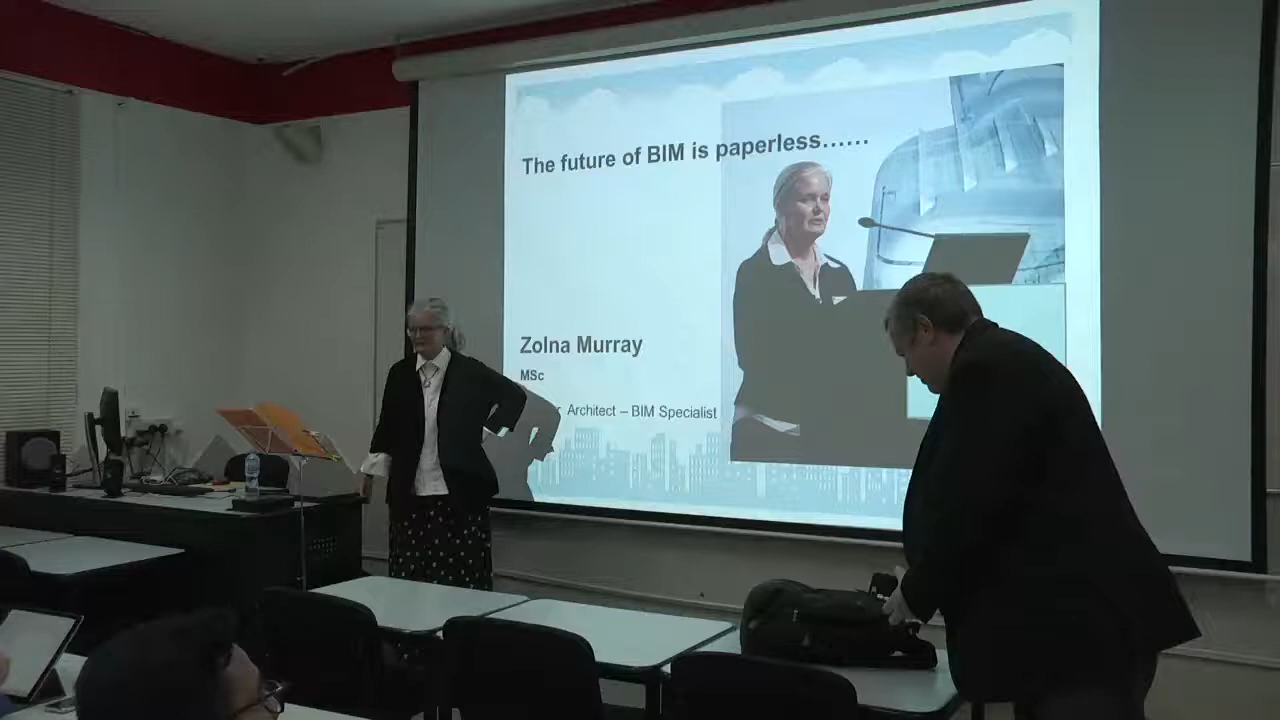 The future of BIM is paperless......
Zolna Murray
MSc
Architect – BIM Specialist